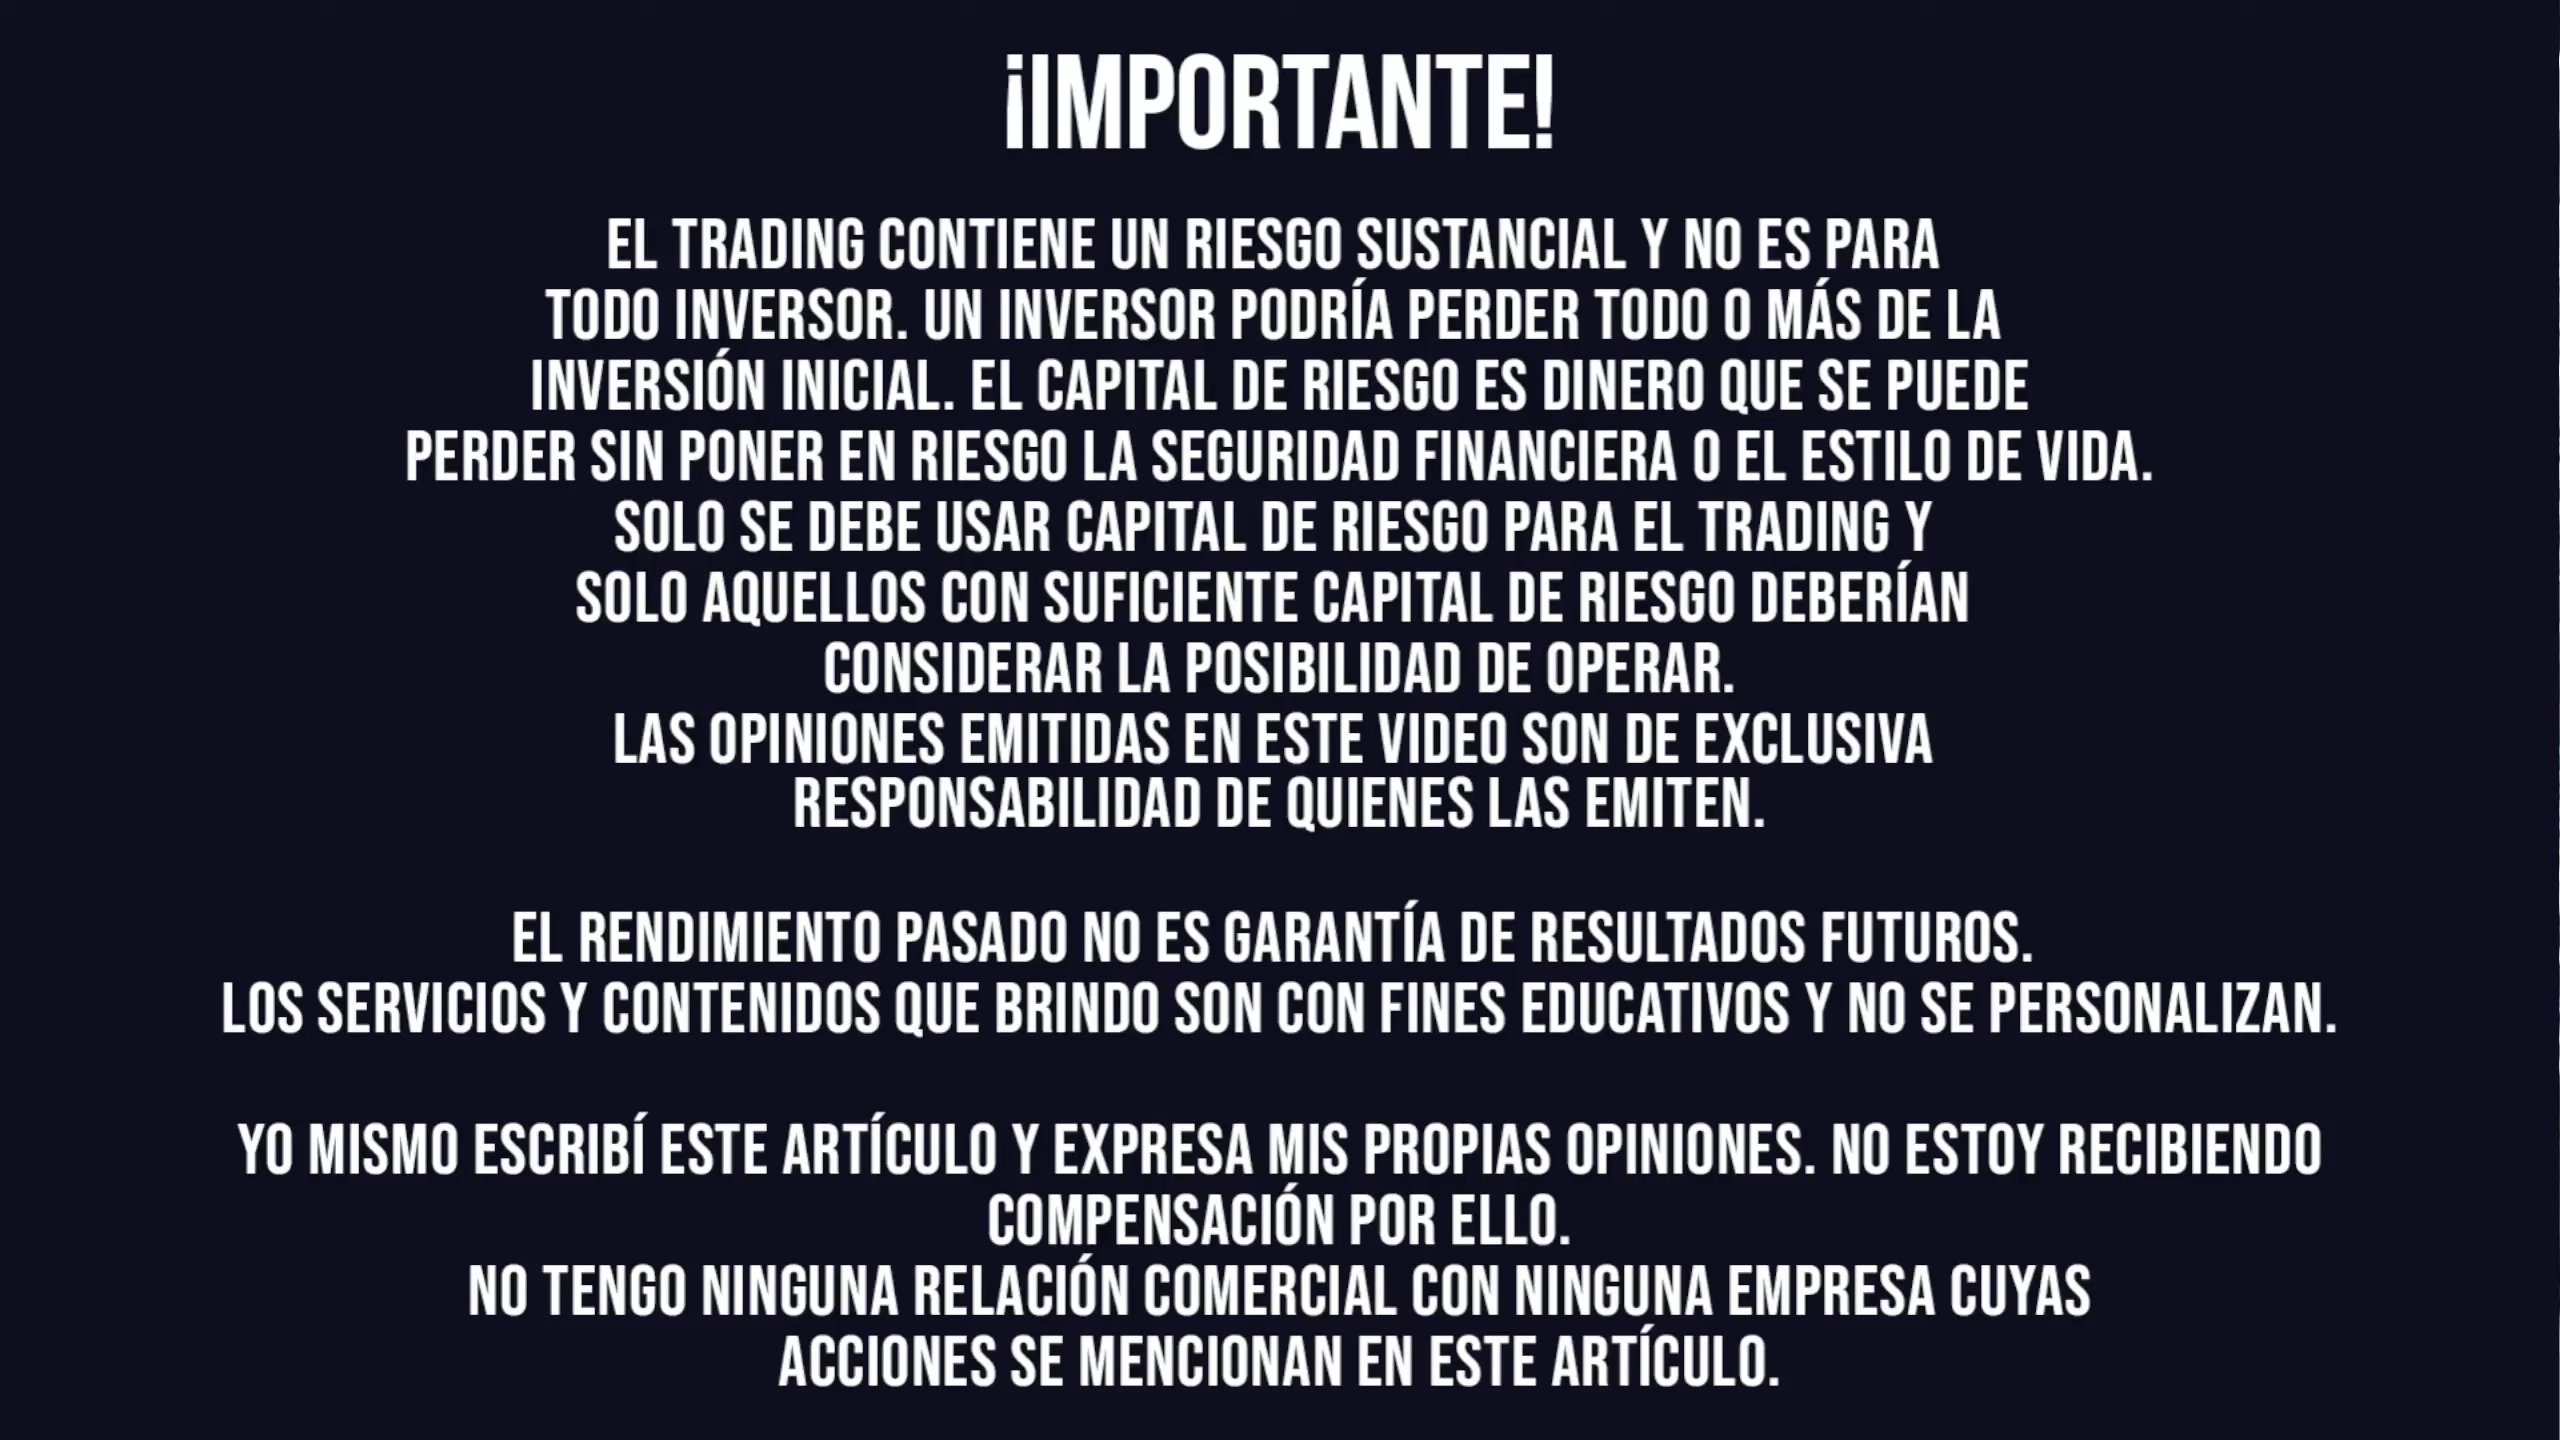 ¡IMPORTANTE!
EL TRADING CONTIENE UN RIESGO SUSTANCIAL Y NO ES PARA
TODO INVERSOR. UN INVERSOR PODRÍA PERDER TODO O MÁS DE LA
INVERSIÓN INICIAL. EL CAPITAL DE RIESGO ES DINERO QUE SE PUEDE
PERDER SIN PONER EN RIESGO LA SEGURIDAD FINANCIERA O EL ESTILO DE VIDA.
SOLO SE DEBE USAR CAPITAL DE RIESGO PARA EL TRADING Y
SOLO AQUELLOS CON SUFICIENTE CAPITAL DE RIESGO DEBERÍAN
CONSIDERAR LA POSIBILIDAD DE OPERAR.
LAS OPINIONES EMITIDAS EN ESTE VIDEO SON DE EXCLUSIVA
RESPONSABILIDAD DE QUIENES LAS EMITEN.
EL RENDIMIENTO PASADO NO ES GARANTÍA DE RESULTADOS FUTUROS.
LOS SERVICIOS Y CONTENIDOS QUE BRINDO SON CON FINES EDUCATIVOS Y NO SE PERSONALIZAN.
YO MISMO ESCRIBÍ ESTE ARTÍCULO Y EXPRESA MIS PROPIAS OPINIONES. NO ESTOY RECIBIENDO
COMPENSACIÓN POR ELLO.
NO TENGO NINGUNA RELACIÓN COMERCIAL CON NINGUNA EMPRESA CUYAS
ACCIONES SE MENCIONAN EN ESTE ARTÍCULO.